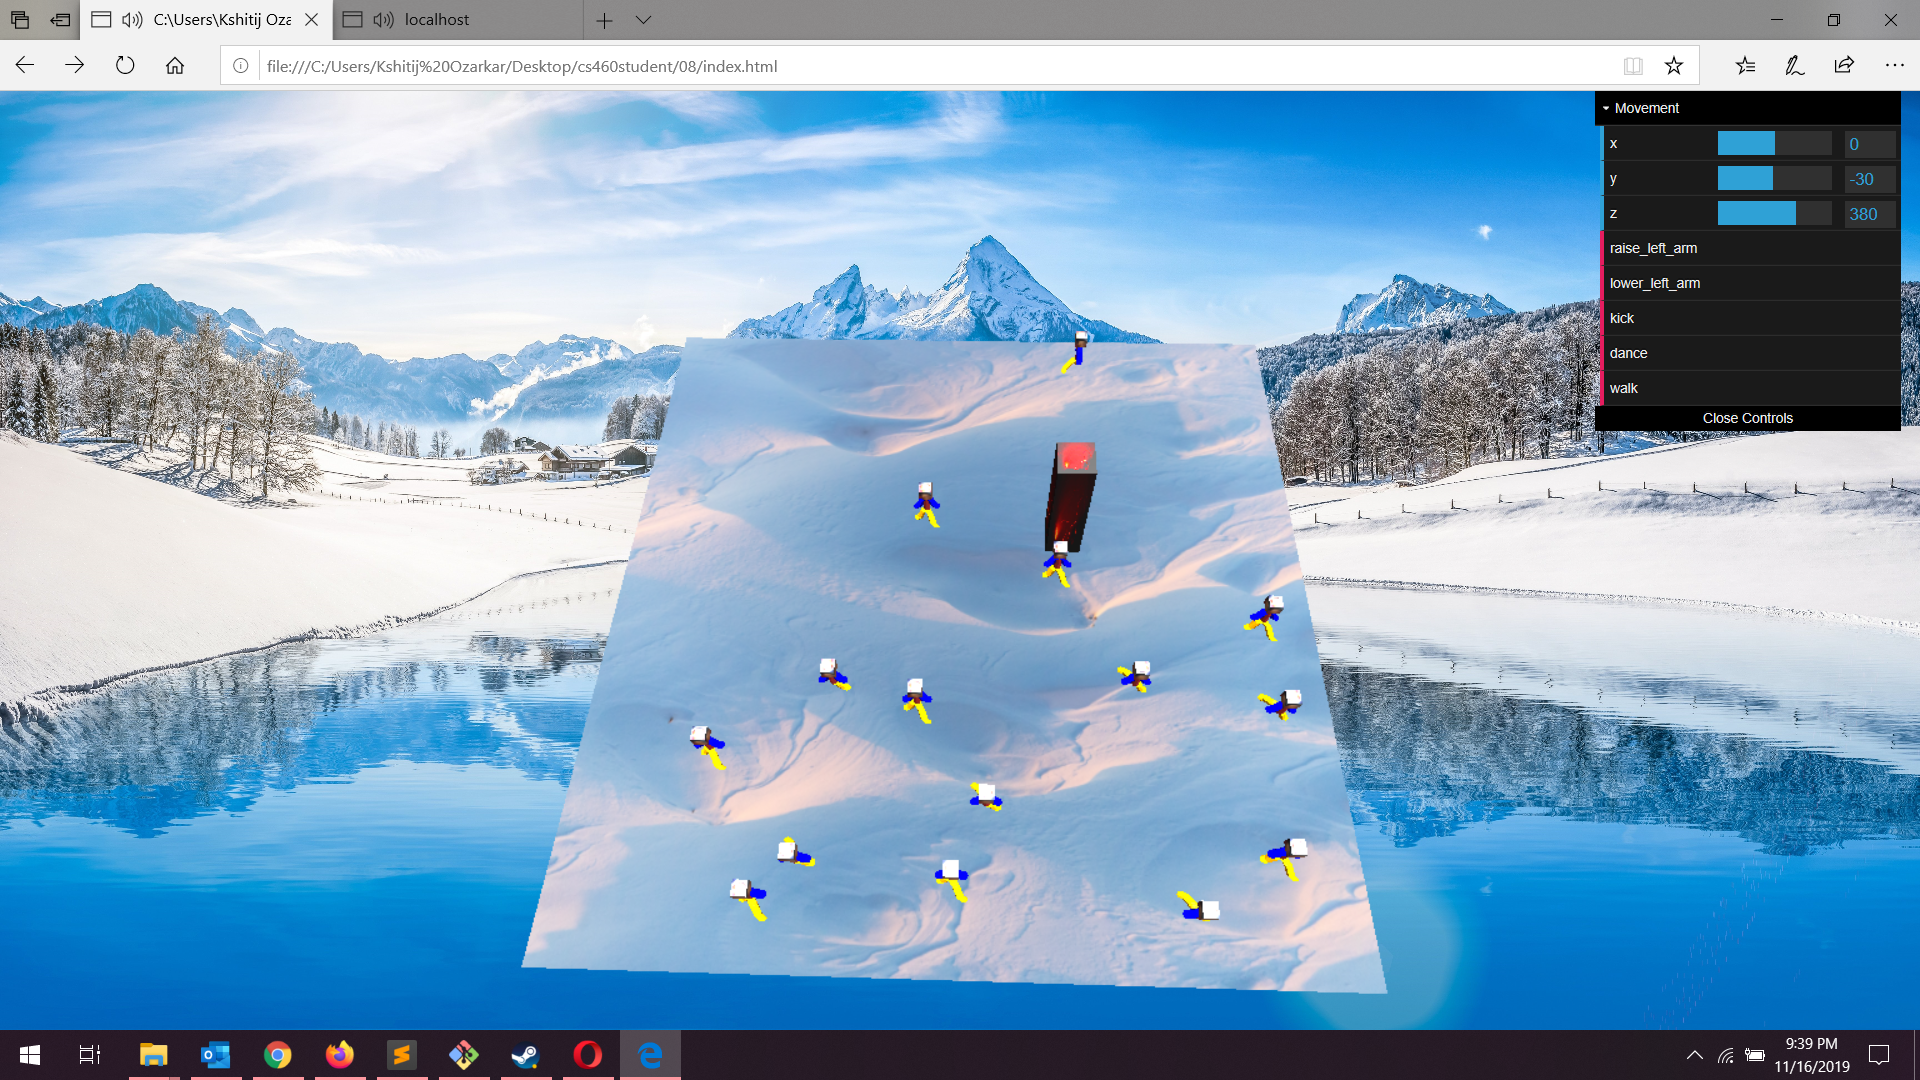 C:\Users\Kshitij Oza
localhost
file:///C:/Users/Kshitij%20Ozarkar/Desktop/cs460student/08/index.html
Movement
x 0
y -30
z 380
raise_left_arm
lower_left_arm
kick
dance
walk
Close Controls
9:39 PM
11/16/2019